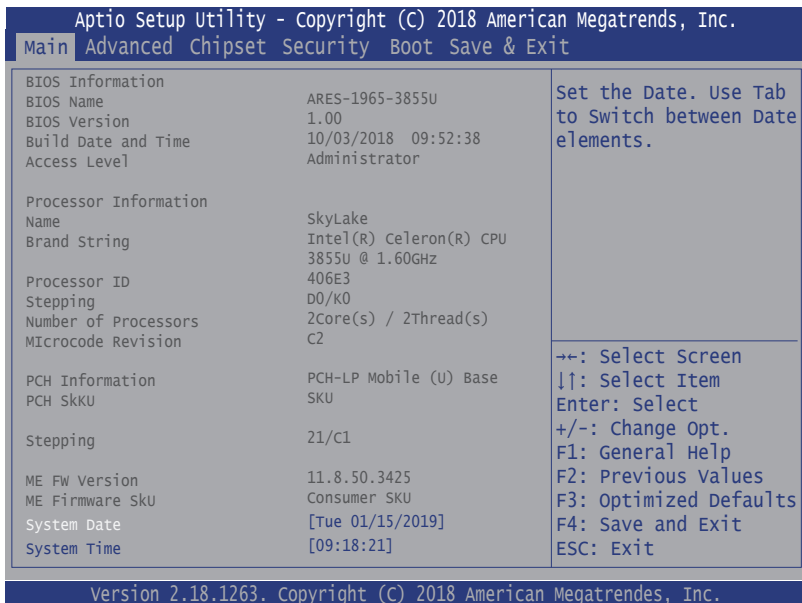 Aptio Setup Utility - Copyright (C) 2018 American Megatrends, Inc.
Main Advanced Chipset Security Boot Save & Exit
BIOS Information
BIOS Name ARES-1965-3855U
BIOS Version 1.00
Build Date and Time 10/03/2018 09:52:38
Access Level Administrator
Processor Information
Name SkyLake
Brand String Intel(R) Celeron(R) CPU
3855U @ 1.60GHz
Processor ID 406E3
Stepping D0/K0
Number of Processors 2Core(s) / 2Thread(s)
MIcrocode Revision C2
PCH Information PCH-LP Mobile (U) Base
PCH SkKU SKU
Stepping 21/C1
ME FW Version 11.8.50.3425
ME Firmware SkU Consumer SKU
System Date [Tue 01/15/2019]
System Time [09:18:21]
Set the Date. Use Tab
to Switch between Date
elements.
→←: Select Screen
↓↑: Select Item
Enter: Select
+/-: Change Opt.
F1: General Help
F2: Previous Values
F3: Optimized Defaults
F4: Save and Exit
ESC: Exit
Version 2.18.1263. Copyright (C) 2018 American Megatrendes, Inc.